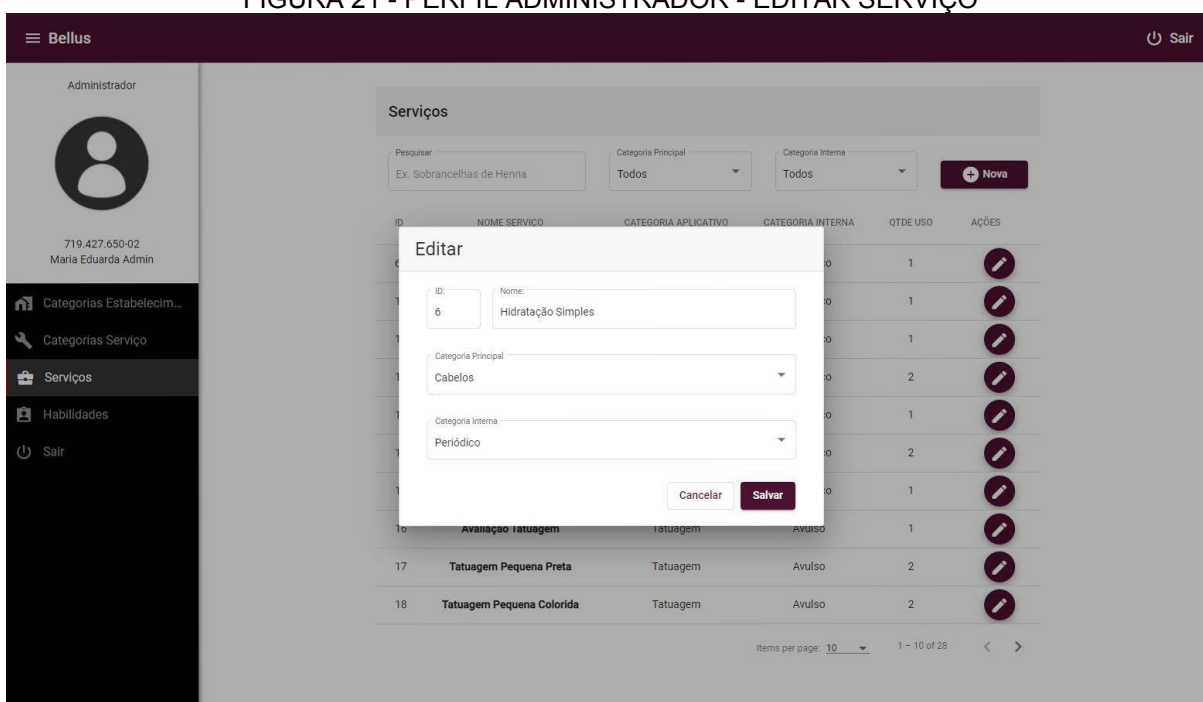 FIGURA 21 - PERFIL ADMINISTRADOR - EDITAR SERVIÇO
Bellus
Sair
Administrador
719.427.650-02
Maria Eduarda Admin
Categorias Estabelecim...
Categorias Serviço
Serviços
Habilidades
Sair
Serviços
Pesquisar
Ex. Sobrancelhas de Henna
Categoria Principal
Todos
Categoria Interna
Todos
Nova
ID NOME SERVIÇO CATEGORIA APLICATIVO CATEGORIA INTERNA QTDE USO AÇÕES
Editar
ID:
6
Nome:
Hidratação Simples
Categoria Principal
Cabelos
Categoria Interna
Periódico
Cancelar
Salvar
1
1
1
2
1
2
1
16 Avaliação Tatuagem Tatuagem Avulso 1
17 Tatuagem Pequena Preta Tatuagem Avulso 2
18 Tatuagem Pequena Colorida Tatuagem Avulso 2
Items per page: 10 1 – 10 of 28